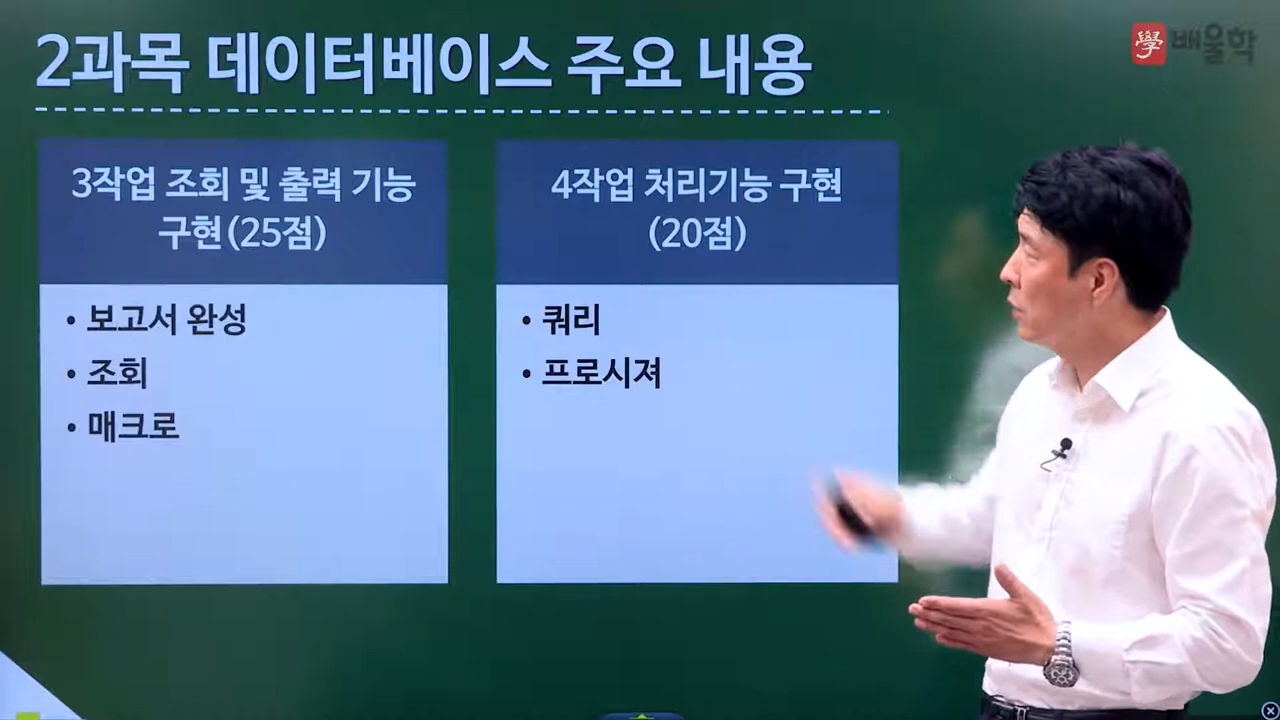 2과목 데이터베이스 주요 내용
學 배울학
3작업 조회 및 출력 기능
구현(25점)
• 보고서 완성
• 조회
• 매크로
4작업 처리기능 구현
(20점)
• 쿼리
• 프로시져